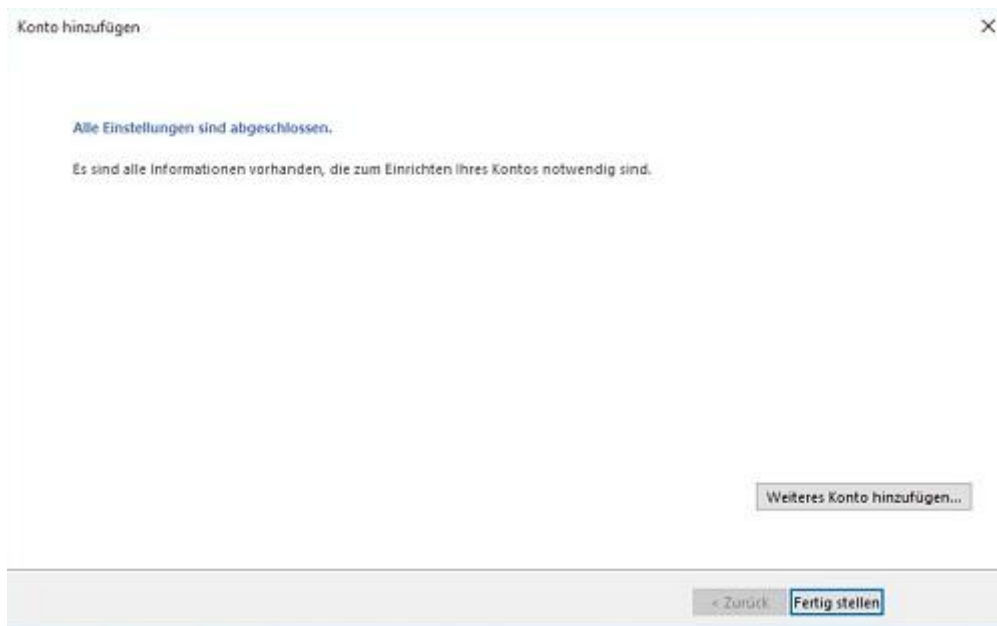 Konto hinzufügen
Alle Einstellungen sind abgeschlossen.
Es sind alle Informationen vorhanden, die zum Einrichten Ihres Kontos notwendig sind.
Weiteres Konto hinzufügen...
< Zurück
Fertig stellen